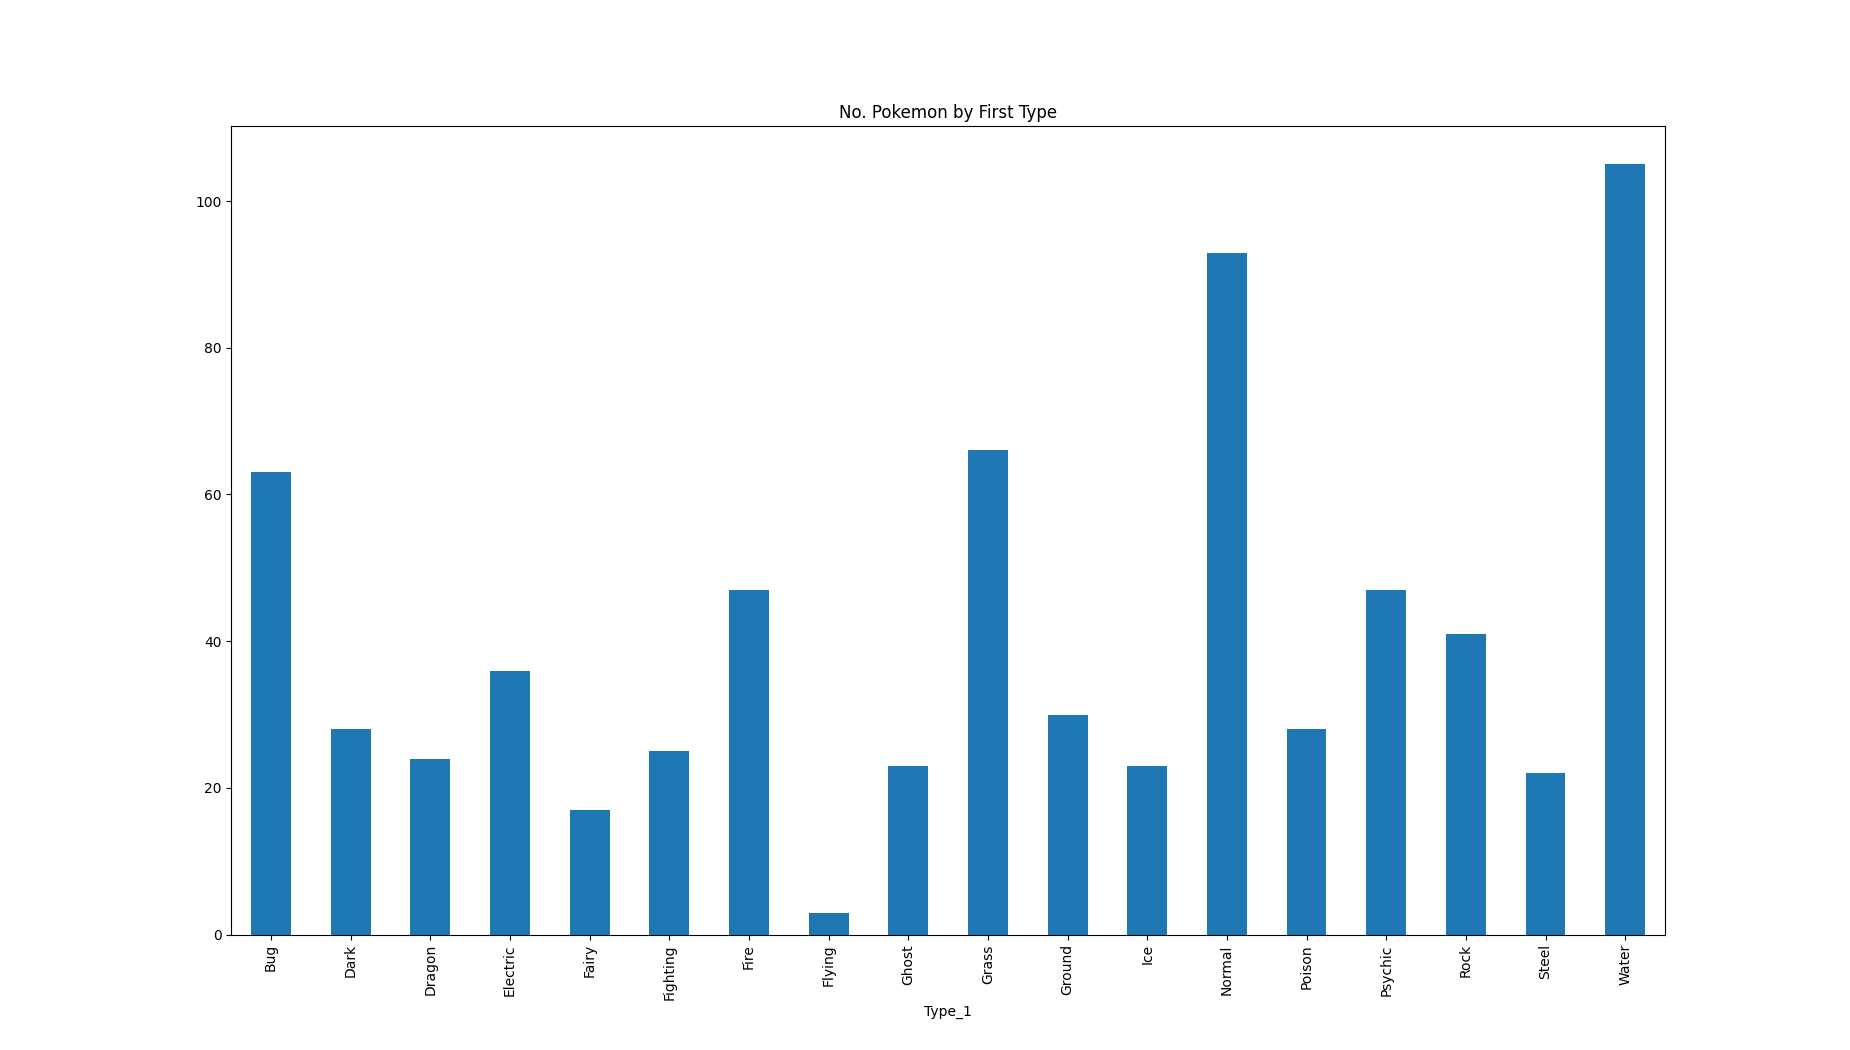 No. Pokemon by First Type
100
80
60
40
20
0
Bug
Dark
Dragon
Electric
Fairy
Fighting
Fire
Flying
Ghost
Grass
Ground
Ice
Normal
Poison
Psychic
Rock
Steel
Water
Type_1